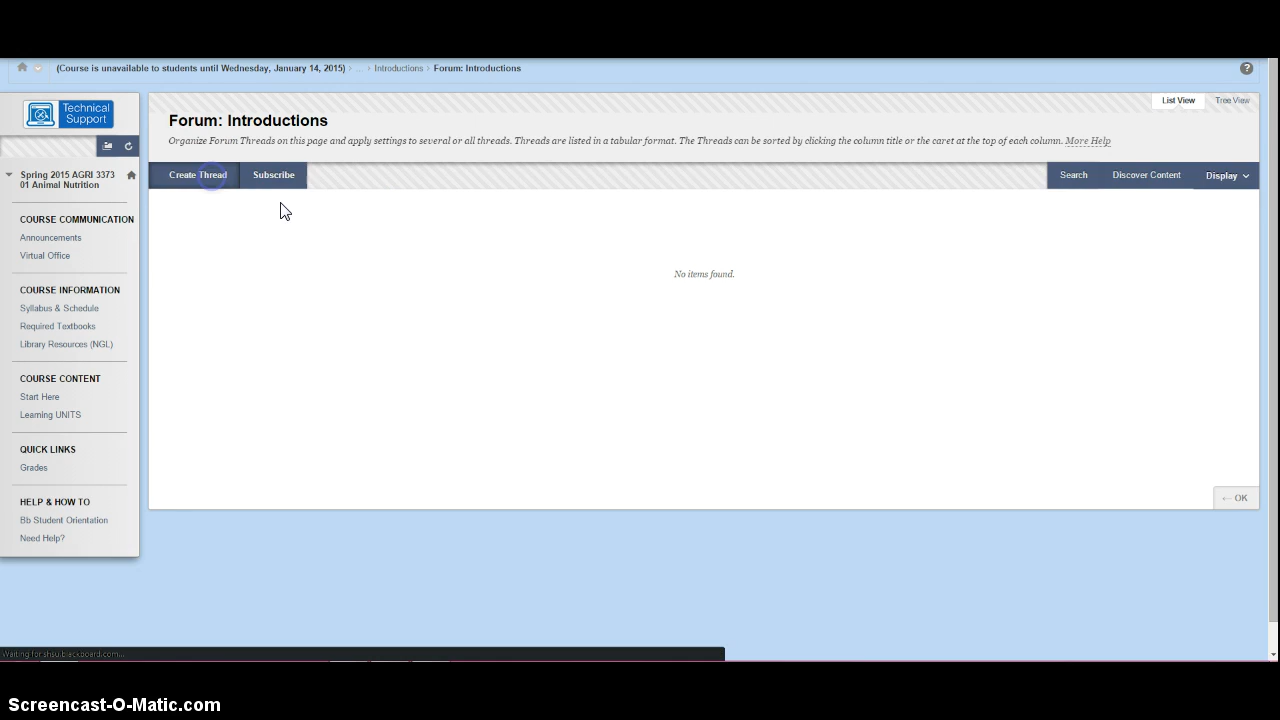 (Course is unavailable to students until Wednesday, January 14, 2015) › ... › Introductions › Forum: Introductions
?
List View
Tree View
Technical
Support
Forum: Introductions
Organize Forum Threads on this page and apply settings to several or all threads. Threads are listed in a tabular format. The Threads can be sorted by clicking the column title or the caret at the top of each column. More Help
Create Thread
Subscribe
Search
Discover Content
Display
Spring 2015 AGRI 3373
01 Animal Nutrition
COURSE COMMUNICATION
Announcements
Virtual Office
No items found.
COURSE INFORMATION
Syllabus & Schedule
Required Textbooks
Library Resources (NGL)
COURSE CONTENT
Start Here
Learning UNITS
QUICK LINKS
Grades
← OK
HELP & HOW TO
Bb Student Orientation
Need Help?
Waiting for shsu.blackboard.com...
Screencast-O-Matic.com